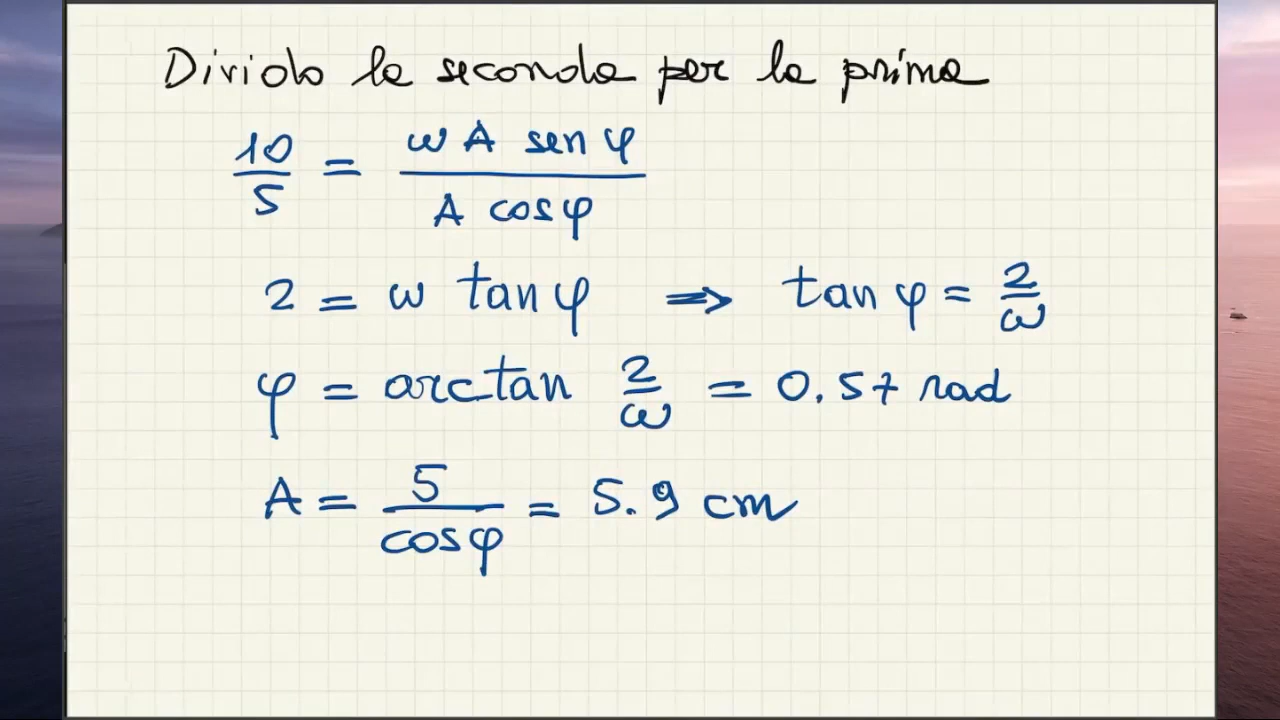 Divido la seconda per la prima
10/5 = ω A sen φ / A cos φ
2 = ω tan φ ⇒ tan φ = 2/ω
φ = arctan 2/ω = 0.57 rad
A = 5/cos φ = 5.9 cm